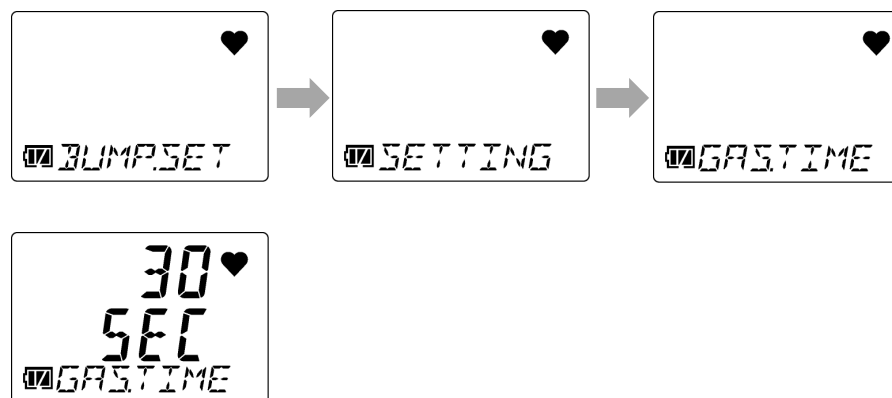 BUMP.SET
SETTING
GAS.TIME
30
SEC
GAS.TIME